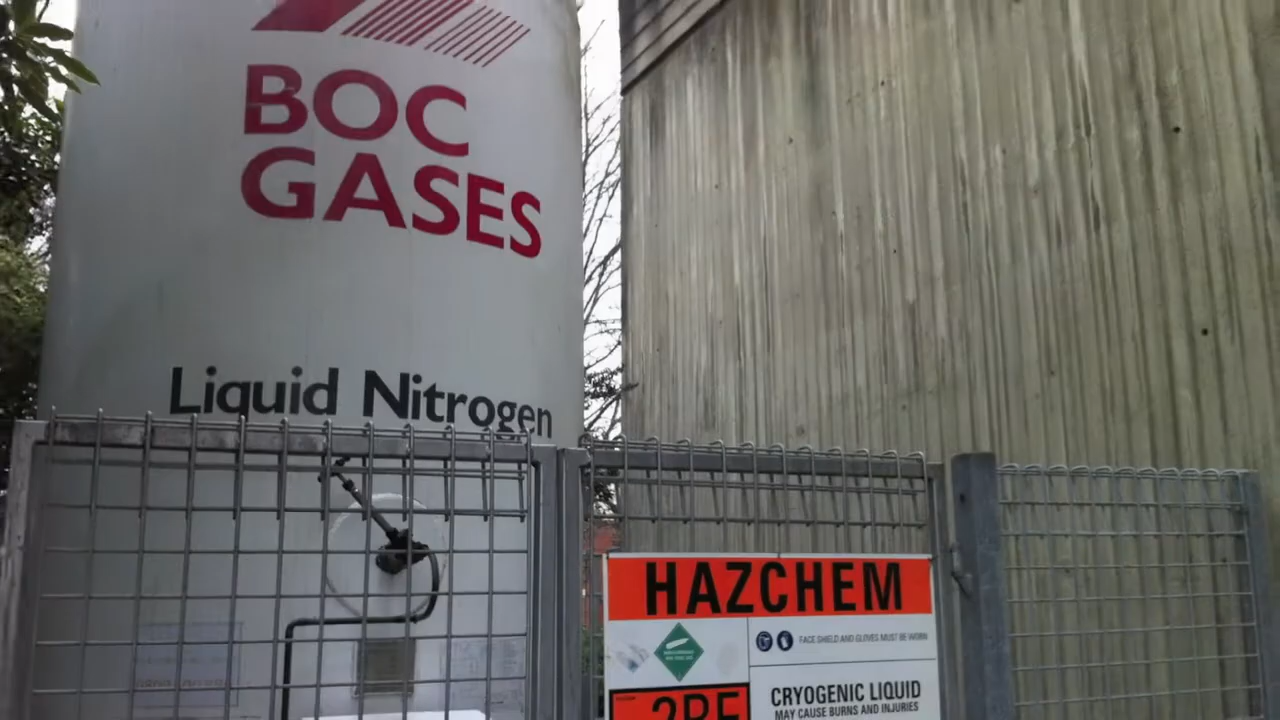 BOC
GASES
Liquid Nitrogen
HAZCHEM
FACE SHIELD AND GLOVES MUST BE WORN
2RE
CRYOGENIC LIQUID
MAY CAUSE BURNS AND INJURIES